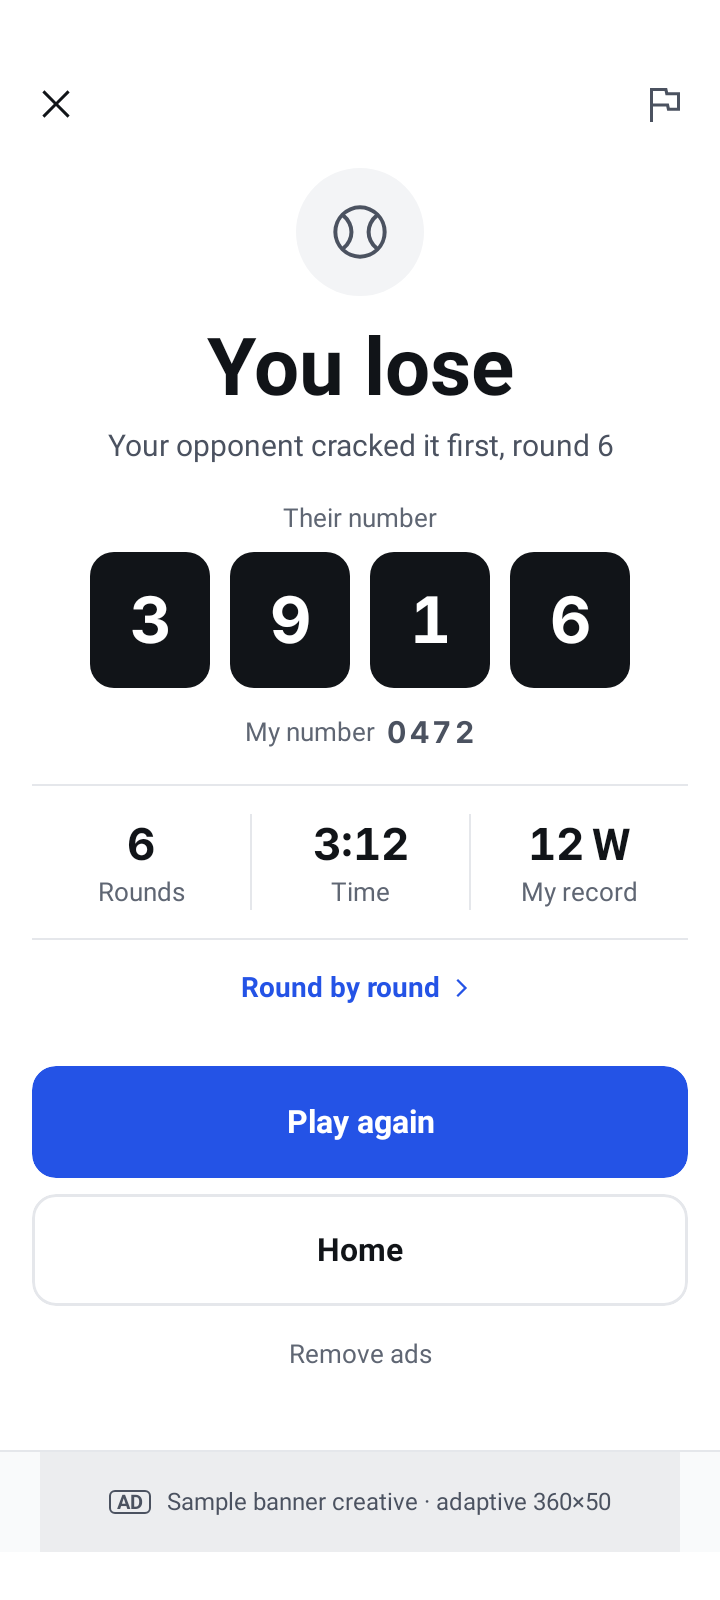 You lose
Your opponent cracked it first, round 6
Their number
3 9 1 6
My number 0472
6 3:12 12 W
Rounds Time My record
Round by round
Play again
Home
Remove ads
AD Sample banner creative · adaptive 360×50